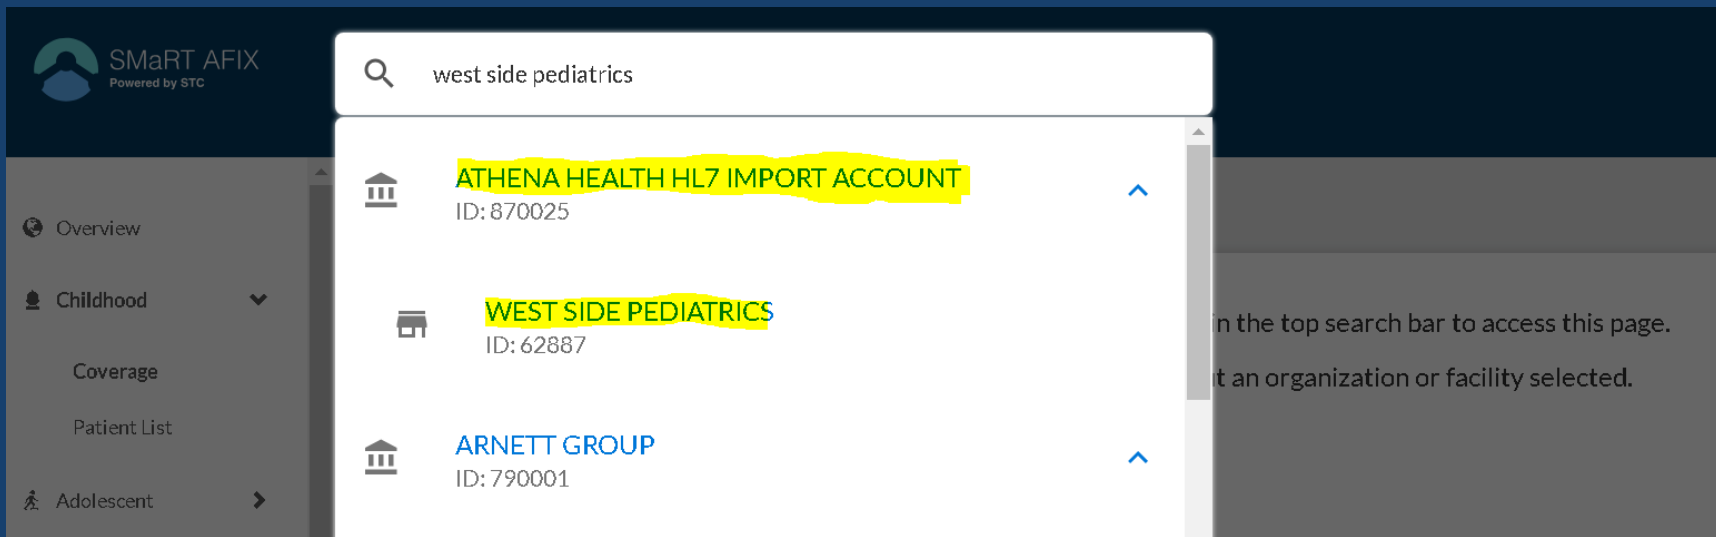 SMaRT AFIX
Powered by STC
west side pediatrics
ATHENA HEALTH HL7 IMPORT ACCOUNT
ID: 870025
Overview
Childhood
WEST SIDE PEDIATRICS
ID: 62887
n the top search bar to access this page.
Coverage
t an organization or facility selected.
Patient List
ARNETT GROUP
ID: 790001
Adolescent